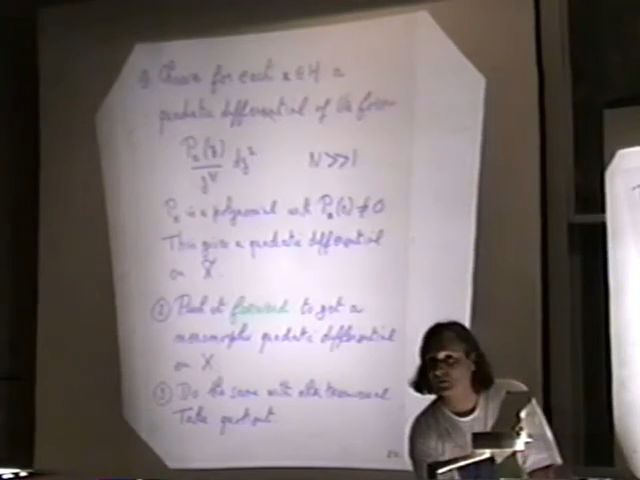 ① Choose for each x ∈ H a
quadratic differential of the form
P_x(z)/z^N dz² N>>1
P_x is a polynomial with P_x(0) ≠ 0
This gives a quadratic differential
on X̃.
② Push it forward to get a
meromorphic quadratic differential
on X.
③ Do the same with other
Take quotient.